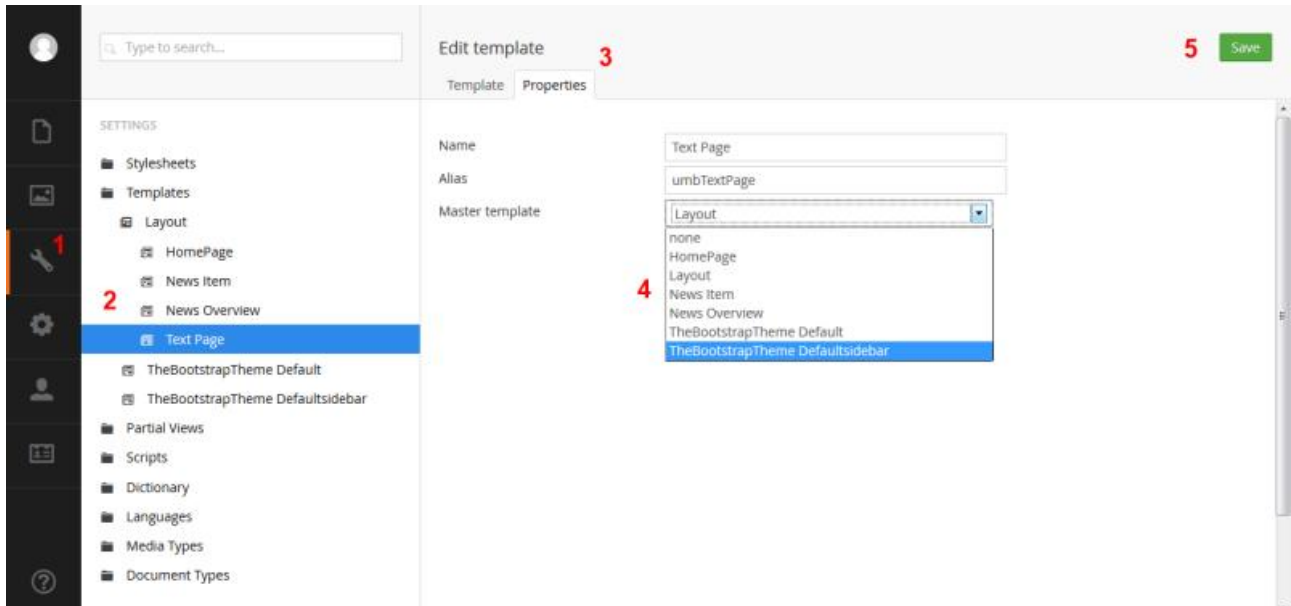 Type to search...
Edit template
3
5
Save
Template Properties
SETTINGS
Stylesheets
Templates
Layout
1
HomePage
News Item
2
News Overview
Text Page
TheBootstrapTheme Default
TheBootstrapTheme Defaultsidebar
Partial Views
Scripts
Dictionary
Languages
Media Types
Document Types
Name
Text Page
Alias
umbTextPage
Master template
Layout
none
HomePage
Layout
4
News Item
News Overview
TheBootstrapTheme Default
TheBootstrapTheme Defaultsidebar